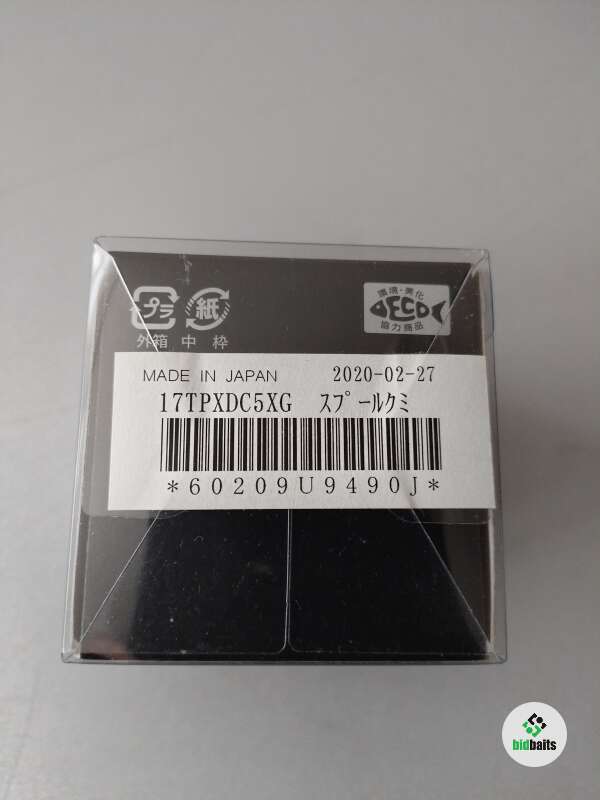 プラ
紙
外箱 中枠
環境・美化
ECO
協力商品
MADE IN JAPAN 2020-02-27
17TPXDC5XG スプールクミ
*60209U9490J*
bidbaits